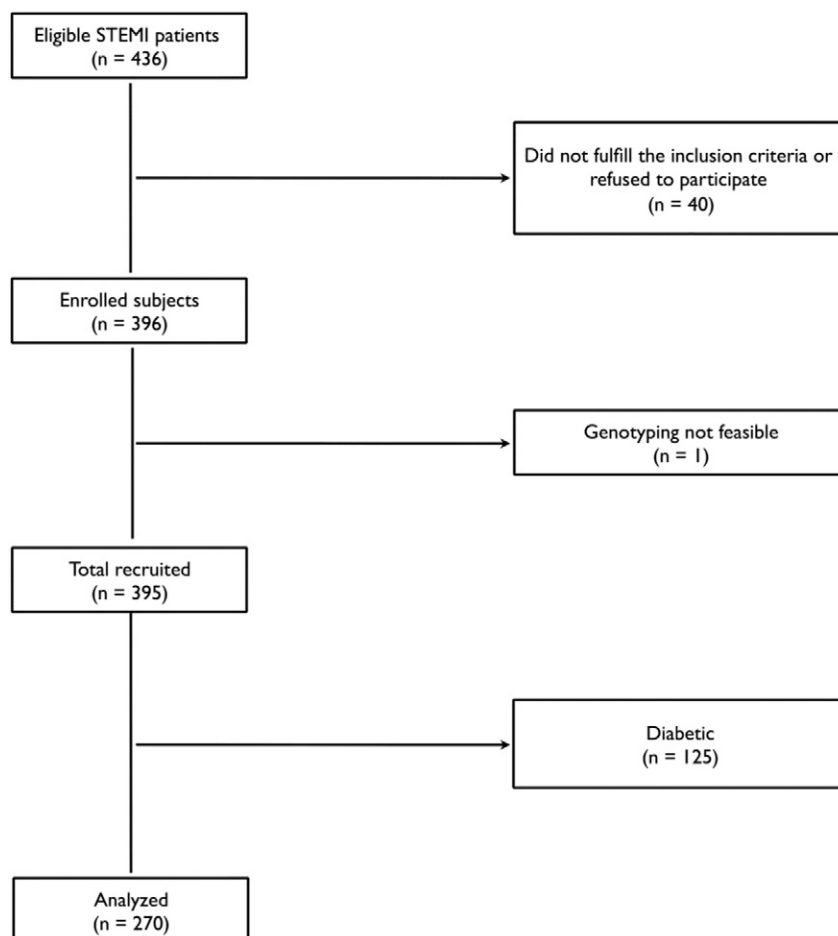 Eligible STEMI patients
(n = 436)
Did not fulfill the inclusion criteria or
refused to participate
(n = 40)
Enrolled subjects
(n = 396)
Genotyping not feasible
(n = 1)
Total recruited
(n = 395)
Diabetic
(n = 125)
Analyzed
(n = 270)